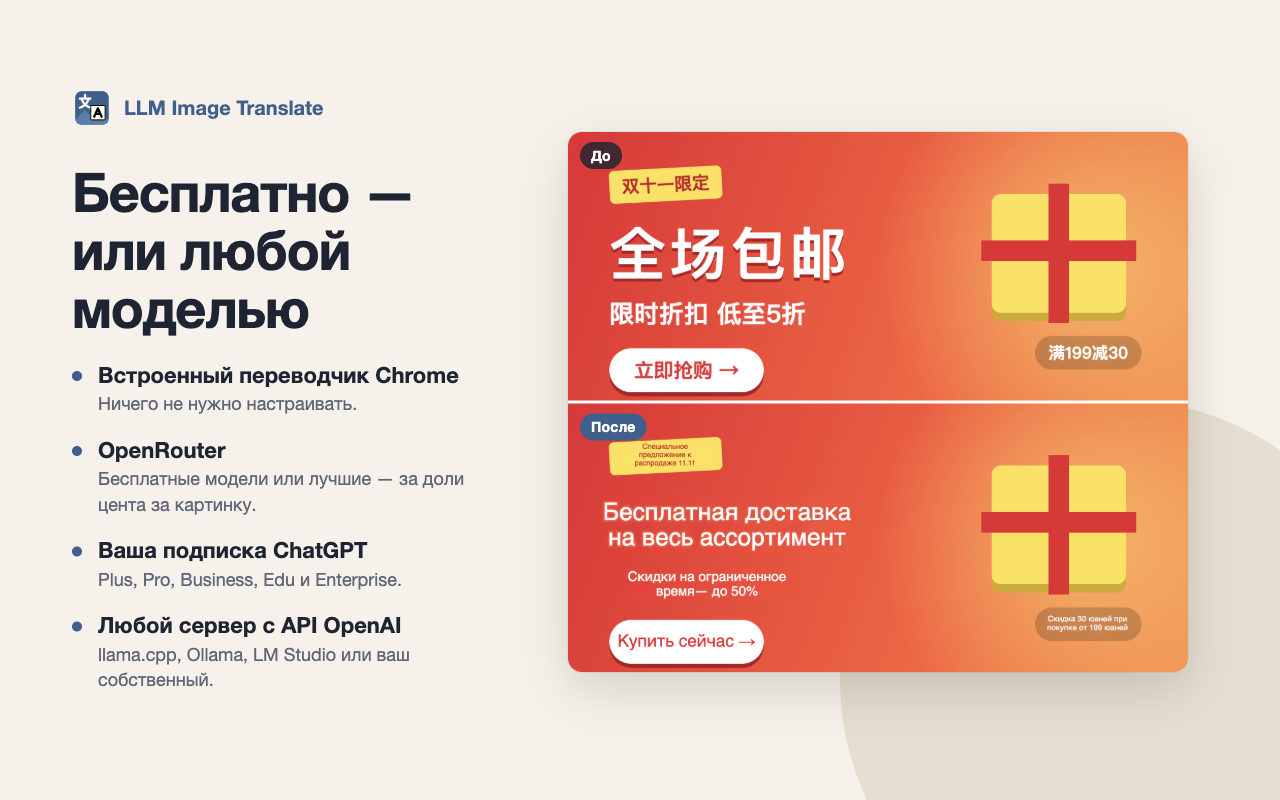 LLM Image Translate
Бесплатно —
или любой
моделью
Встроенный переводчик Chrome
Ничего не нужно настраивать.
OpenRouter
Бесплатные модели или лучшие — за доли
цента за картинку.
Ваша подписка ChatGPT
Plus, Pro, Business, Edu и Enterprise.
Любой сервер с API OpenAI
llama.cpp, Ollama, LM Studio или ваш
собственный.
До
双十一限定
全场包邮
限时折扣 低至5折
立即抢购 →
满199减30
После
Специальное
предложение к
распродаже 11.11
Бесплатная доставка
на весь ассортимент
Скидки на ограниченное
время— до 50%
Купить сейчас →
Скидка 30 юаней при
покупке от 199 юаней